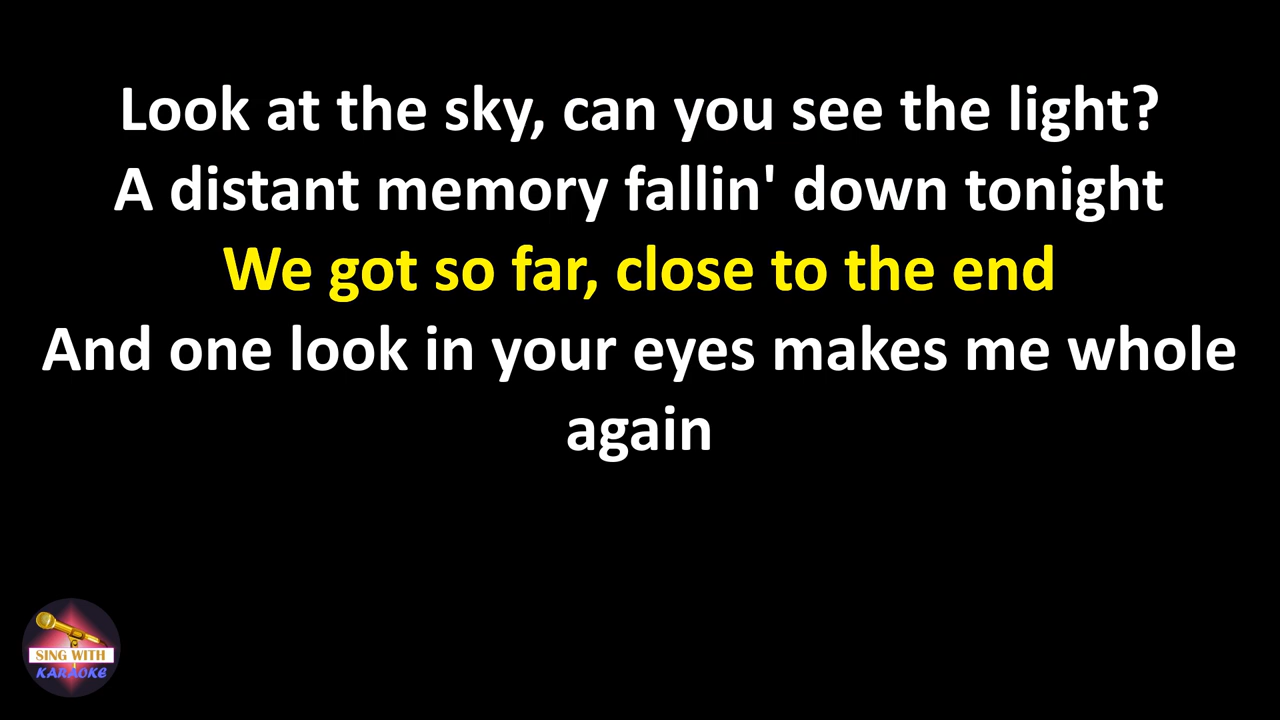 Look at the sky, can you see the light?
A distant memory fallin' down tonight
We got so far, close to the end
And one look in your eyes makes me whole
again
SING WITH
KARAOKE